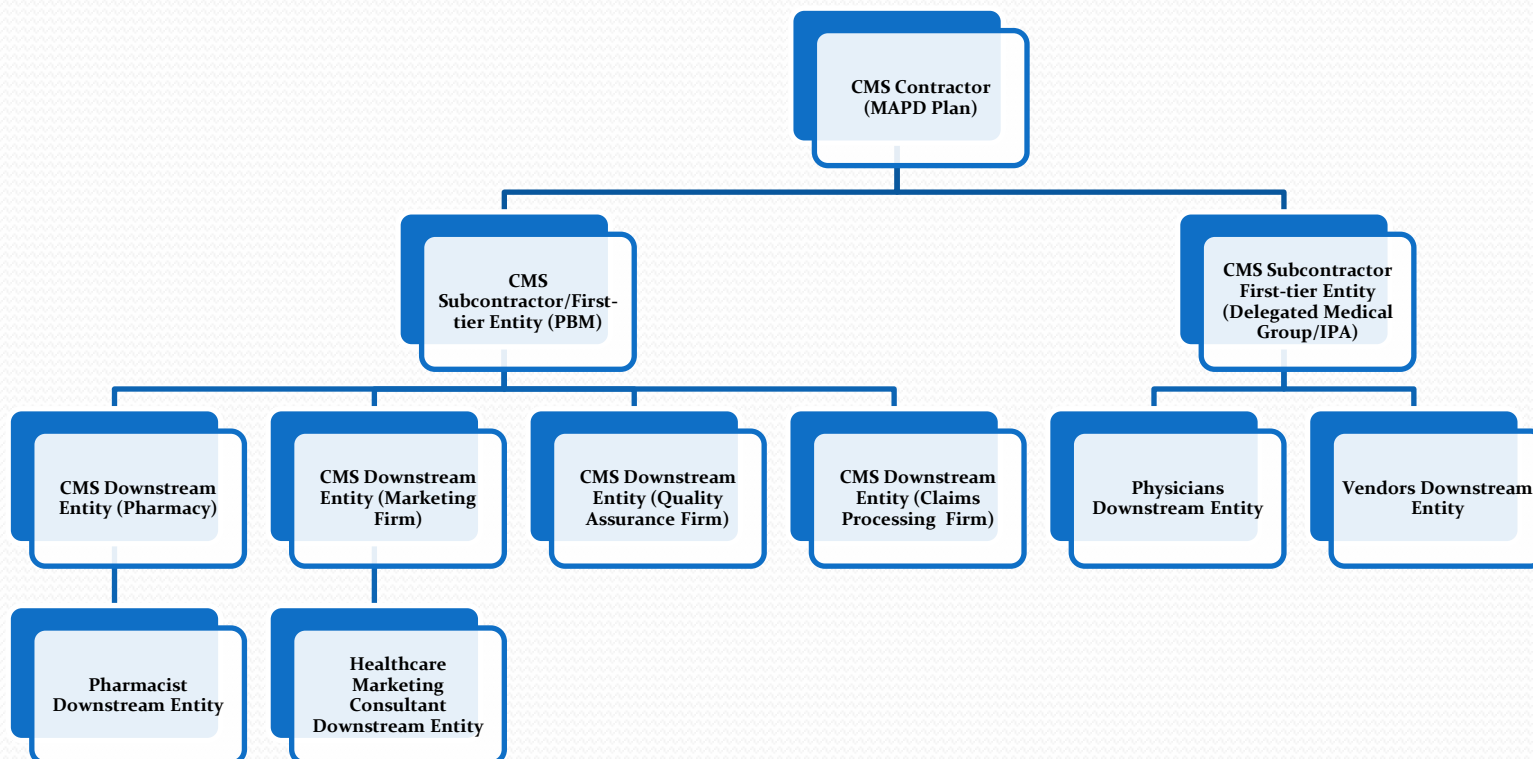 CMS Contractor
(MAPD Plan)
CMS
Subcontractor/First-
tier Entity (PBM)
CMS Subcontractor
First-tier Entity
(Delegated Medical
Group/IPA)
CMS Downstream
Entity (Pharmacy)
CMS Downstream
Entity (Marketing
Firm)
CMS Downstream
Entity (Quality
Assurance Firm)
CMS Downstream
Entity (Claims
Processing  Firm)
Physicians
Downstream Entity
Vendors Downstream
Entity
Pharmacist
Downstream Entity
Healthcare
Marketing
Consultant
Downstream Entity